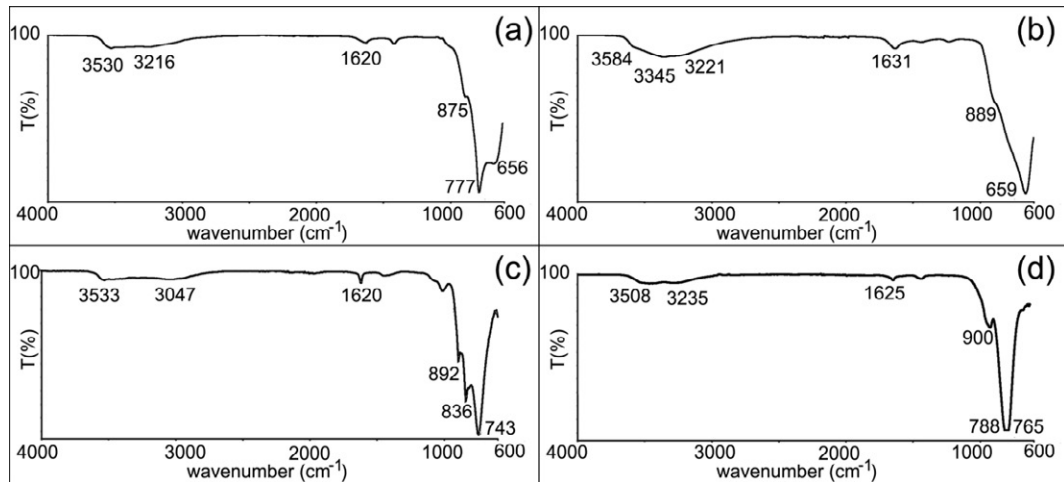 (a)
100
3530 3216
1620
875
777
656
T(%)
4000 3000 2000 1000 600
wavenumber (cm⁻¹)
(b)
100
3584
3345
3221
1631
889
659
T(%)
4000 3000 2000 1000 600
wavenumber (cm⁻¹)
(c)
100
3533 3047
1620
892
836
743
T(%)
4000 3000 2000 1000 600
wavenumber (cm⁻¹)
(d)
100
3508 3235
1625
900
788 765
T(%)
4000 3000 2000 1000 600
wavenumber (cm⁻¹)